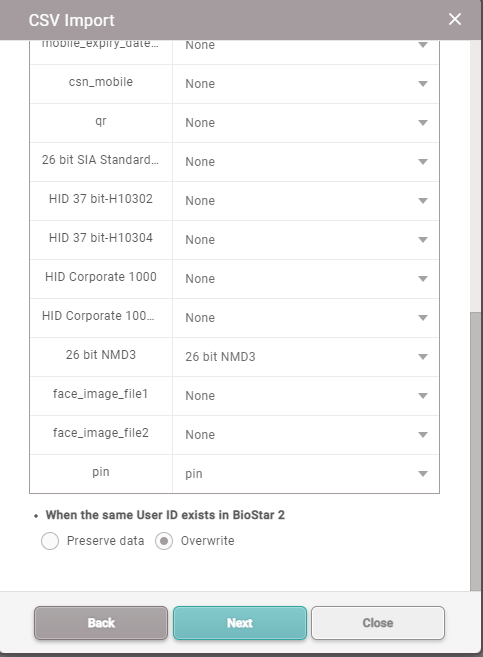 CSV Import
mobile_expiry_date... None
csn_mobile None
qr None
26 bit SIA Standard... None
HID 37 bit-H10302 None
HID 37 bit-H10304 None
HID Corporate 1000 None
HID Corporate 100... None
26 bit NMD3 26 bit NMD3
face_image_file1 None
face_image_file2 None
pin pin
• When the same User ID exists in BioStar 2
Preserve data Overwrite
Back Next Close